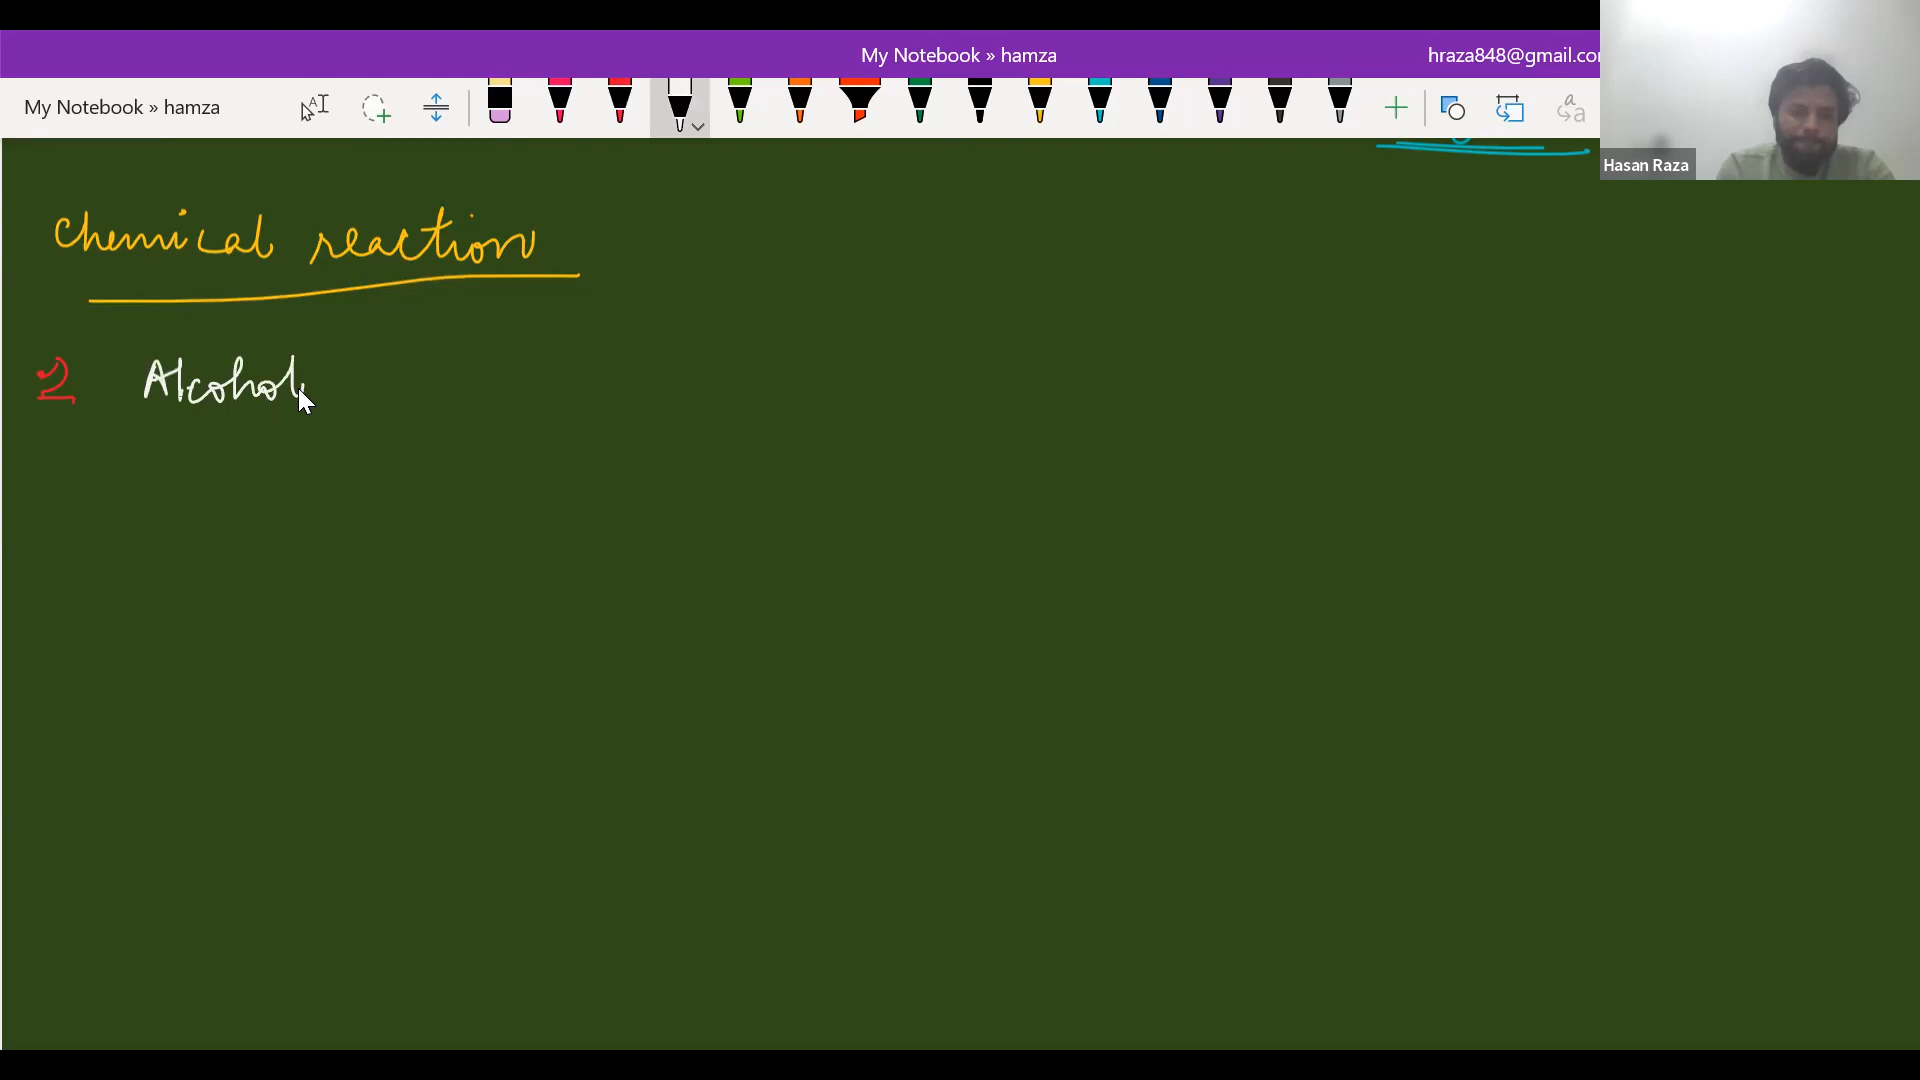 My Notebook » hamza
hraza848@gmail.co
My Notebook » hamza
Hasan Raza
Chemical reaction
2 Alcohol